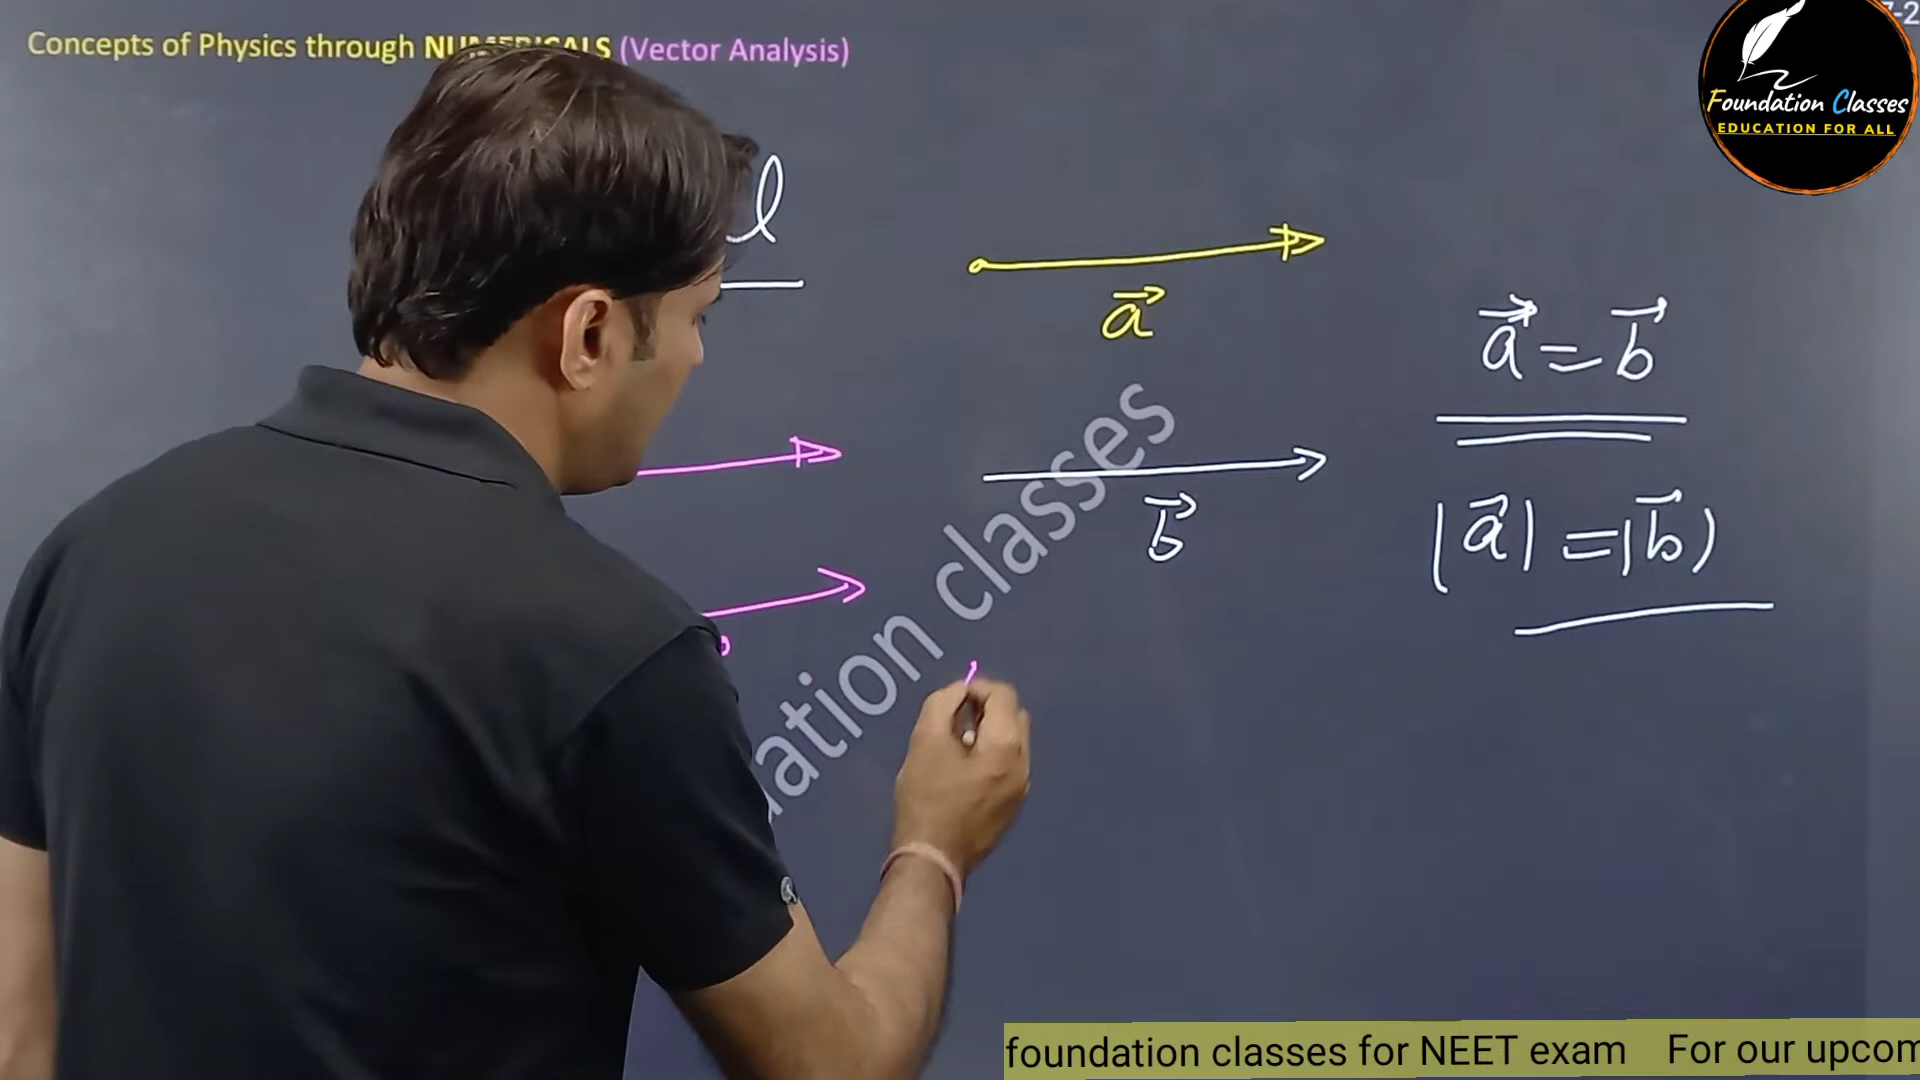 Concepts of Physics through NUMERICALS (Vector Analysis)
Foundation Classes
EDUCATION FOR ALL
l
a⃗
a⃗ = b⃗
b⃗
|a⃗| = |b⃗)
ation classes
foundation classes for NEET exam For our upcom